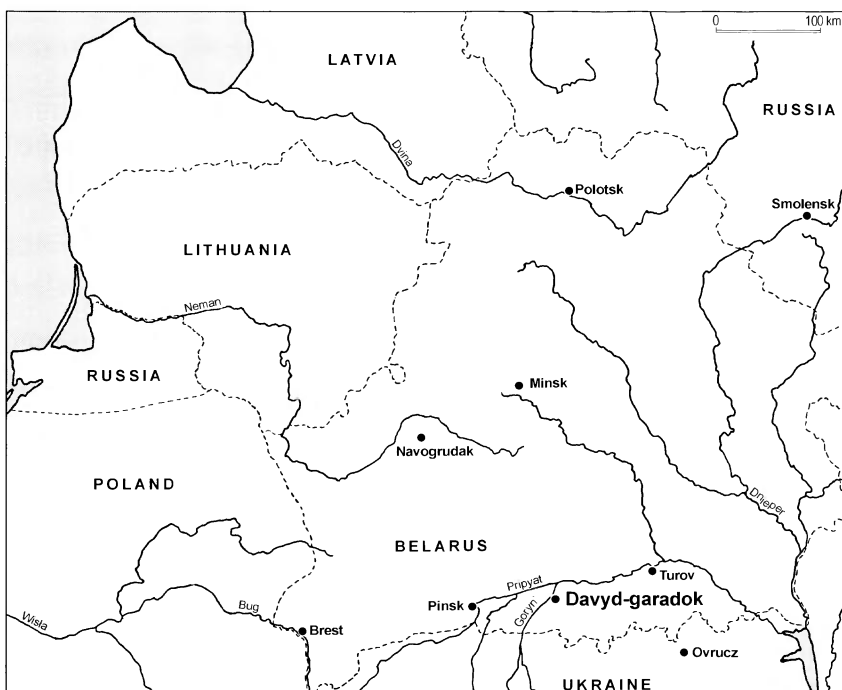 0 100 km
LATVIA
RUSSIA
Dvina
Polotsk
Smolensk
LITHUANIA
Neman
RUSSIA
Minsk
Navogrudak
POLAND
Dnieper
BELARUS
Turov
Pripyat
Davyd-garadok
Pinsk
Goryn'
Bug
Wisla
Brest
Ovrucz
UKRAINE